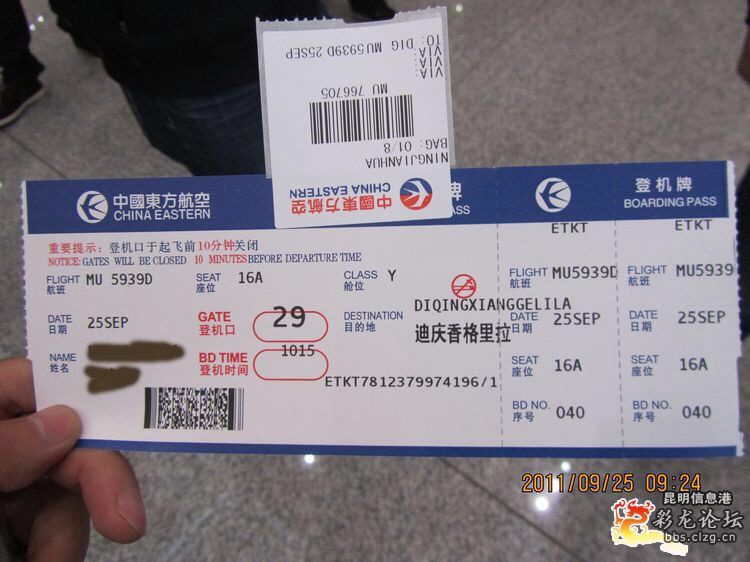 TO: DIG MU5939D 25SEP
VIA:
VIA:
VIA:
MU 766705
BAG: 01/8
NINGJIANHUA
中國東方航空
CHINA EASTERN
中國東方航空
CHINA EASTERN
牌
ASS
登机牌
BOARDING PASS
重要提示：登机口于起飞前10分钟关闭
NOTICE: GATES WILL BE CLOSED 10 MINUTES BEFORE DEPARTURE TIME
FLIGHT 航班 MU 5939D
SEAT 座位 16A
CLASS 舱位 Y
DATE 日期 25SEP
GATE 登机口 29
DESTINATION 目的地
DIQINGXIANGGELILA
迪庆香格里拉
NAME 姓名
BD TIME 登机时间 1015
ETKT7812379974196/1
ETKT
FLIGHT 航班 MU5939D
DATE 日期 25SEP
SEAT 座位 16A
BD NO. 序号 040
ETKT
FLIGHT 航班 MU5939
DATE 日期 25SEP
SEAT 座位 16A
BD NO. 序号 040
2011/09/25 09:24
昆明信息港
彩龙论坛
bbs.clzg.cn